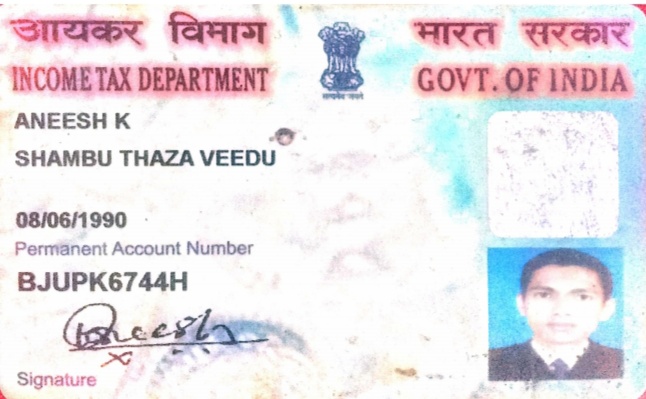 आयकर विभाग
भारत सरकार
INCOME TAX DEPARTMENT
GOVT. OF INDIA
सत्यमेव जयते
ANEESH K
SHAMBU THAZA VEEDU
08/06/1990
Permanent Account Number
BJUPK6744H
Aneesh
Signature